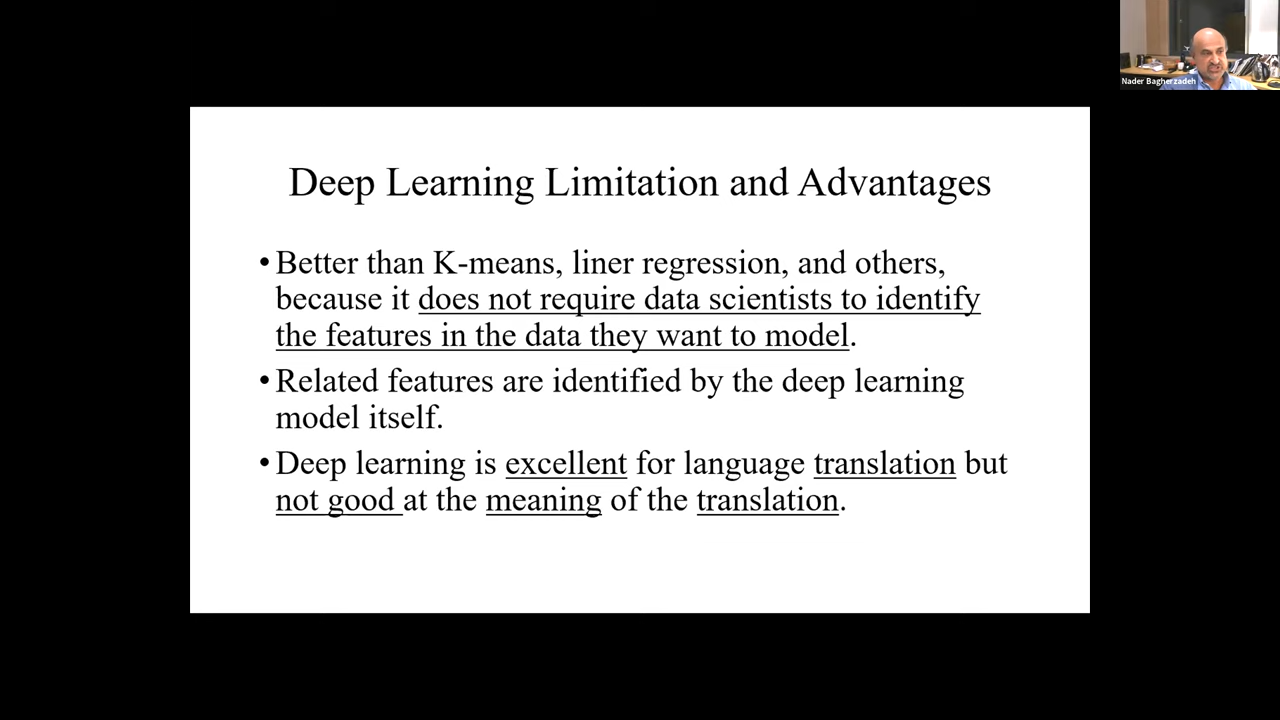 Nader Bagherzadeh
Deep Learning Limitation and Advantages
•Better than K-means, liner regression, and others,
because it does not require data scientists to identify
the features in the data they want to model.
•Related features are identified by the deep learning
model itself.
•Deep learning is excellent for language translation but
not good at the meaning of the translation.